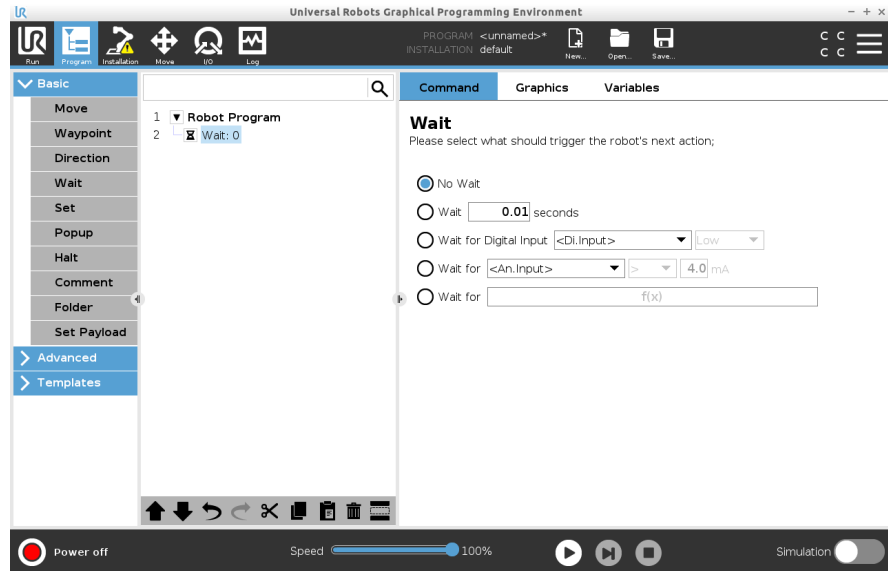 Universal Robots Graphical Programming Environment
Run Program Installation Move I/O Log
PROGRAM <unnamed>*
INSTALLATION default
New... Open... Save...
C C
C C
Basic
Move
Waypoint
Direction
Wait
Set
Popup
Halt
Comment
Folder
Set Payload
Advanced
Templates
1 Robot Program
2 Wait: 0
Command Graphics Variables
Wait
Please select what should trigger the robot's next action;
No Wait
Wait 0.01 seconds
Wait for Digital Input <Di.Input> Low
Wait for <An.Input> > 4.0 mA
Wait for f(x)
Power off Speed 100% Simulation